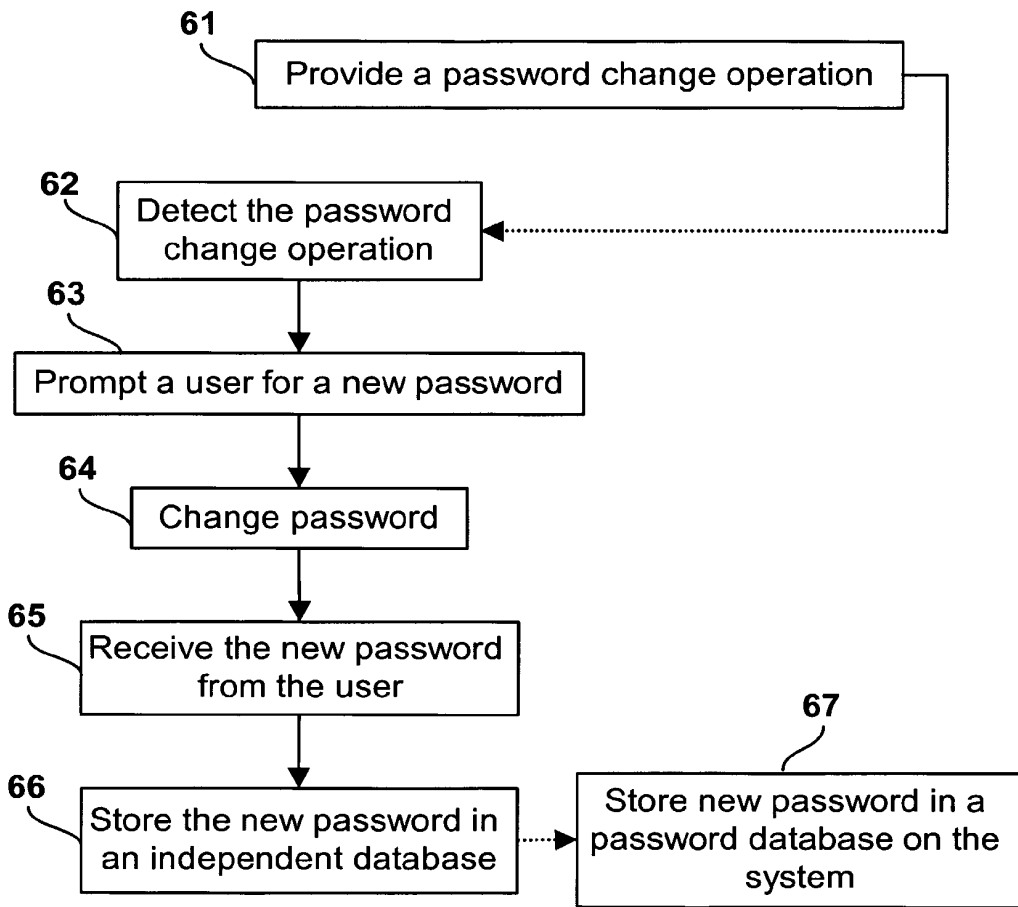 61
Provide a password change operation
62
Detect the password
change operation
63
Prompt a user for a new password
64
Change password
65
Receive the new password
from the user
66
Store the new password in
an independent database
67
Store new password in a
password database on the
system